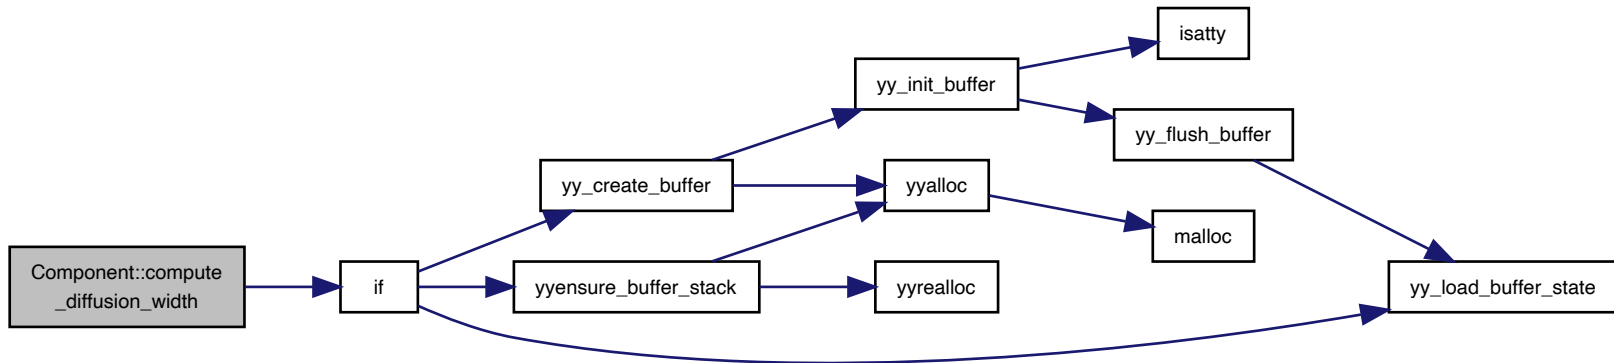 Component::compute
_diffusion_width
if
yy_create_buffer
yyensure_buffer_stack
yy_init_buffer
yyalloc
yyrealloc
isatty
yy_flush_buffer
malloc
yy_load_buffer_state